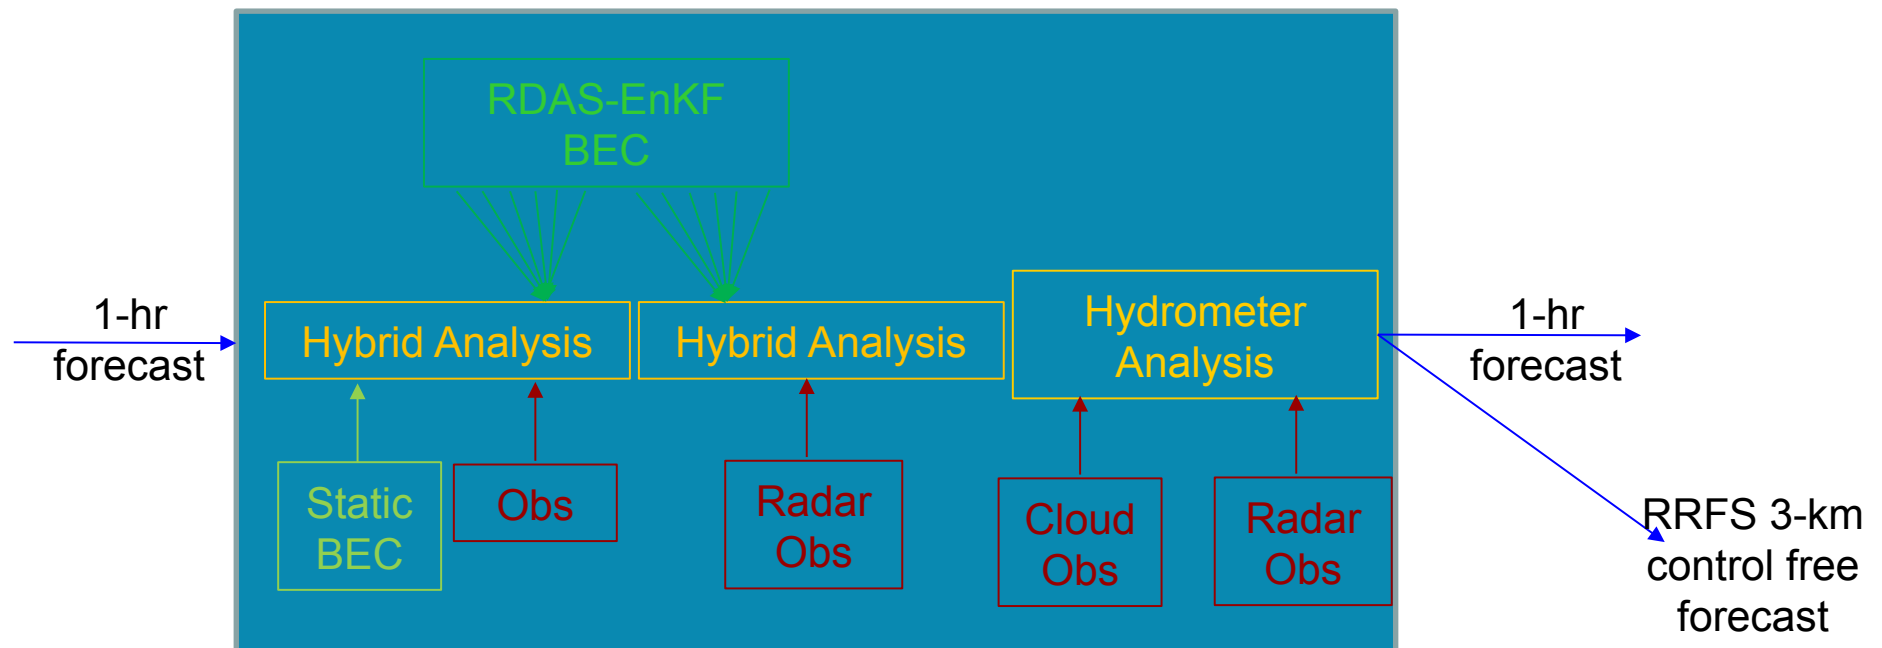 RDAS-EnKF
BEC
1-hr
forecast
Hybrid Analysis
Hybrid Analysis
Hydrometer
Analysis
1-hr
forecast
Static
BEC
Obs
Radar
Obs
Cloud
Obs
Radar
Obs
RRFS 3-km
control free
forecast